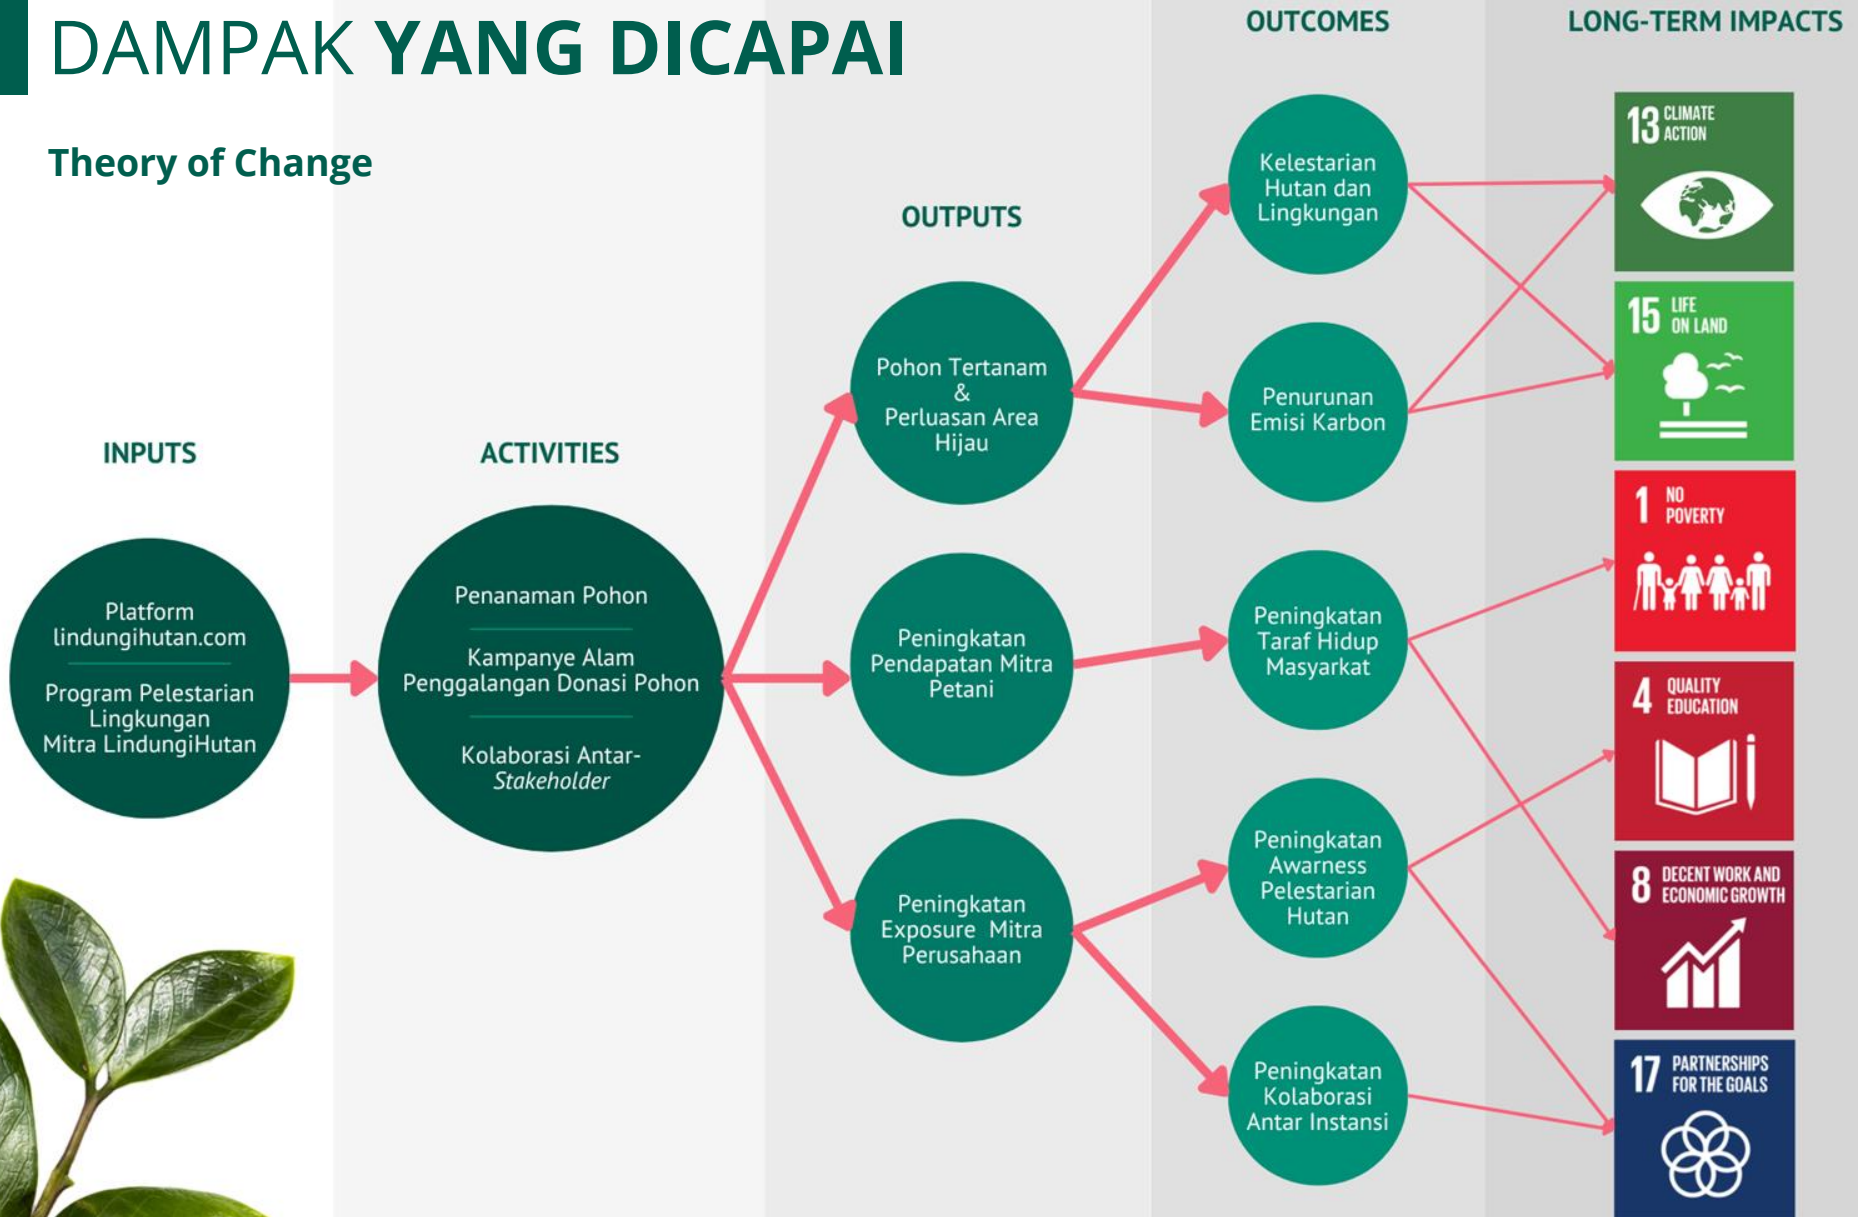 DAMPAK YANG DICAPAI
Theory of Change
INPUTS
Platform
lindungihutan.com
Program Pelestarian
Lingkungan
Mitra LindungiHutan
ACTIVITIES
Penanaman Pohon
Kampanye Alam
Penggalangan Donasi Pohon
Kolaborasi Antar-
Stakeholder
OUTPUTS
Pohon Tertanam
&
Perluasan Area
Hijau
Peningkatan
Pendapatan Mitra
Petani
Peningkatan
Exposure Mitra
Perusahaan
OUTCOMES
Kelestarian
Hutan dan
Lingkungan
Penurunan
Emisi Karbon
Peningkatan
Taraf Hidup
Masyarkat
Peningkatan
Awarness
Pelestarian
Hutan
Peningkatan
Kolaborasi
Antar Instansi
LONG-TERM IMPACTS
13 CLIMATE
ACTION
15 LIFE
ON LAND
1 NO
POVERTY
4 QUALITY
EDUCATION
8 DECENT WORK AND
ECONOMIC GROWTH
17 PARTNERSHIPS
FOR THE GOALS